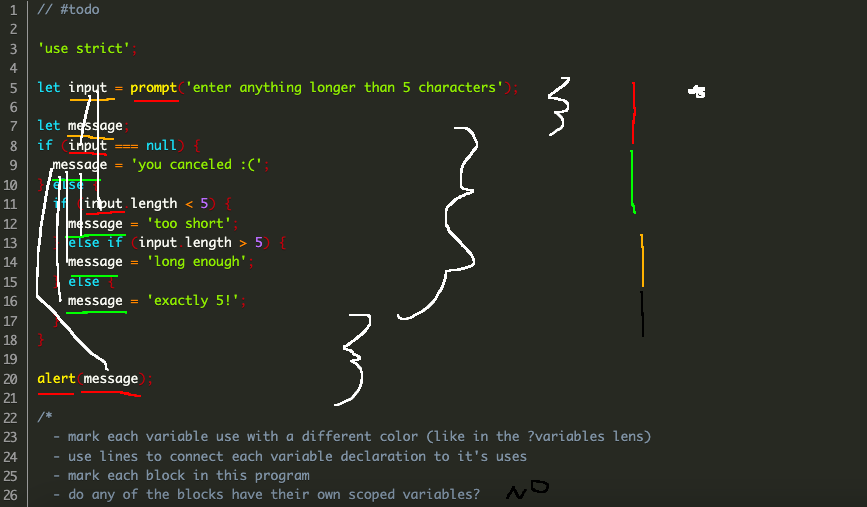 1 // #todo
2
3 'use strict';
4
5 let input = prompt('enter anything longer than 5 characters');
6
7 let message;
8 if (input === null) {
9 message = 'you canceled :(';
10 } else {
11 if (input.length < 5) {
12 message = 'too short';
13 } else if (input.length > 5) {
14 message = 'long enough';
15 } else {
16 message = 'exactly 5!';
17 }
18 }
19
20 alert(message);
21
22 /*
23 - mark each variable use with a different color (like in the ?variables lens)
24 - use lines to connect each variable declaration to it's uses
25 - mark each block in this program
26 - do any of the blocks have their own scoped variables? NO